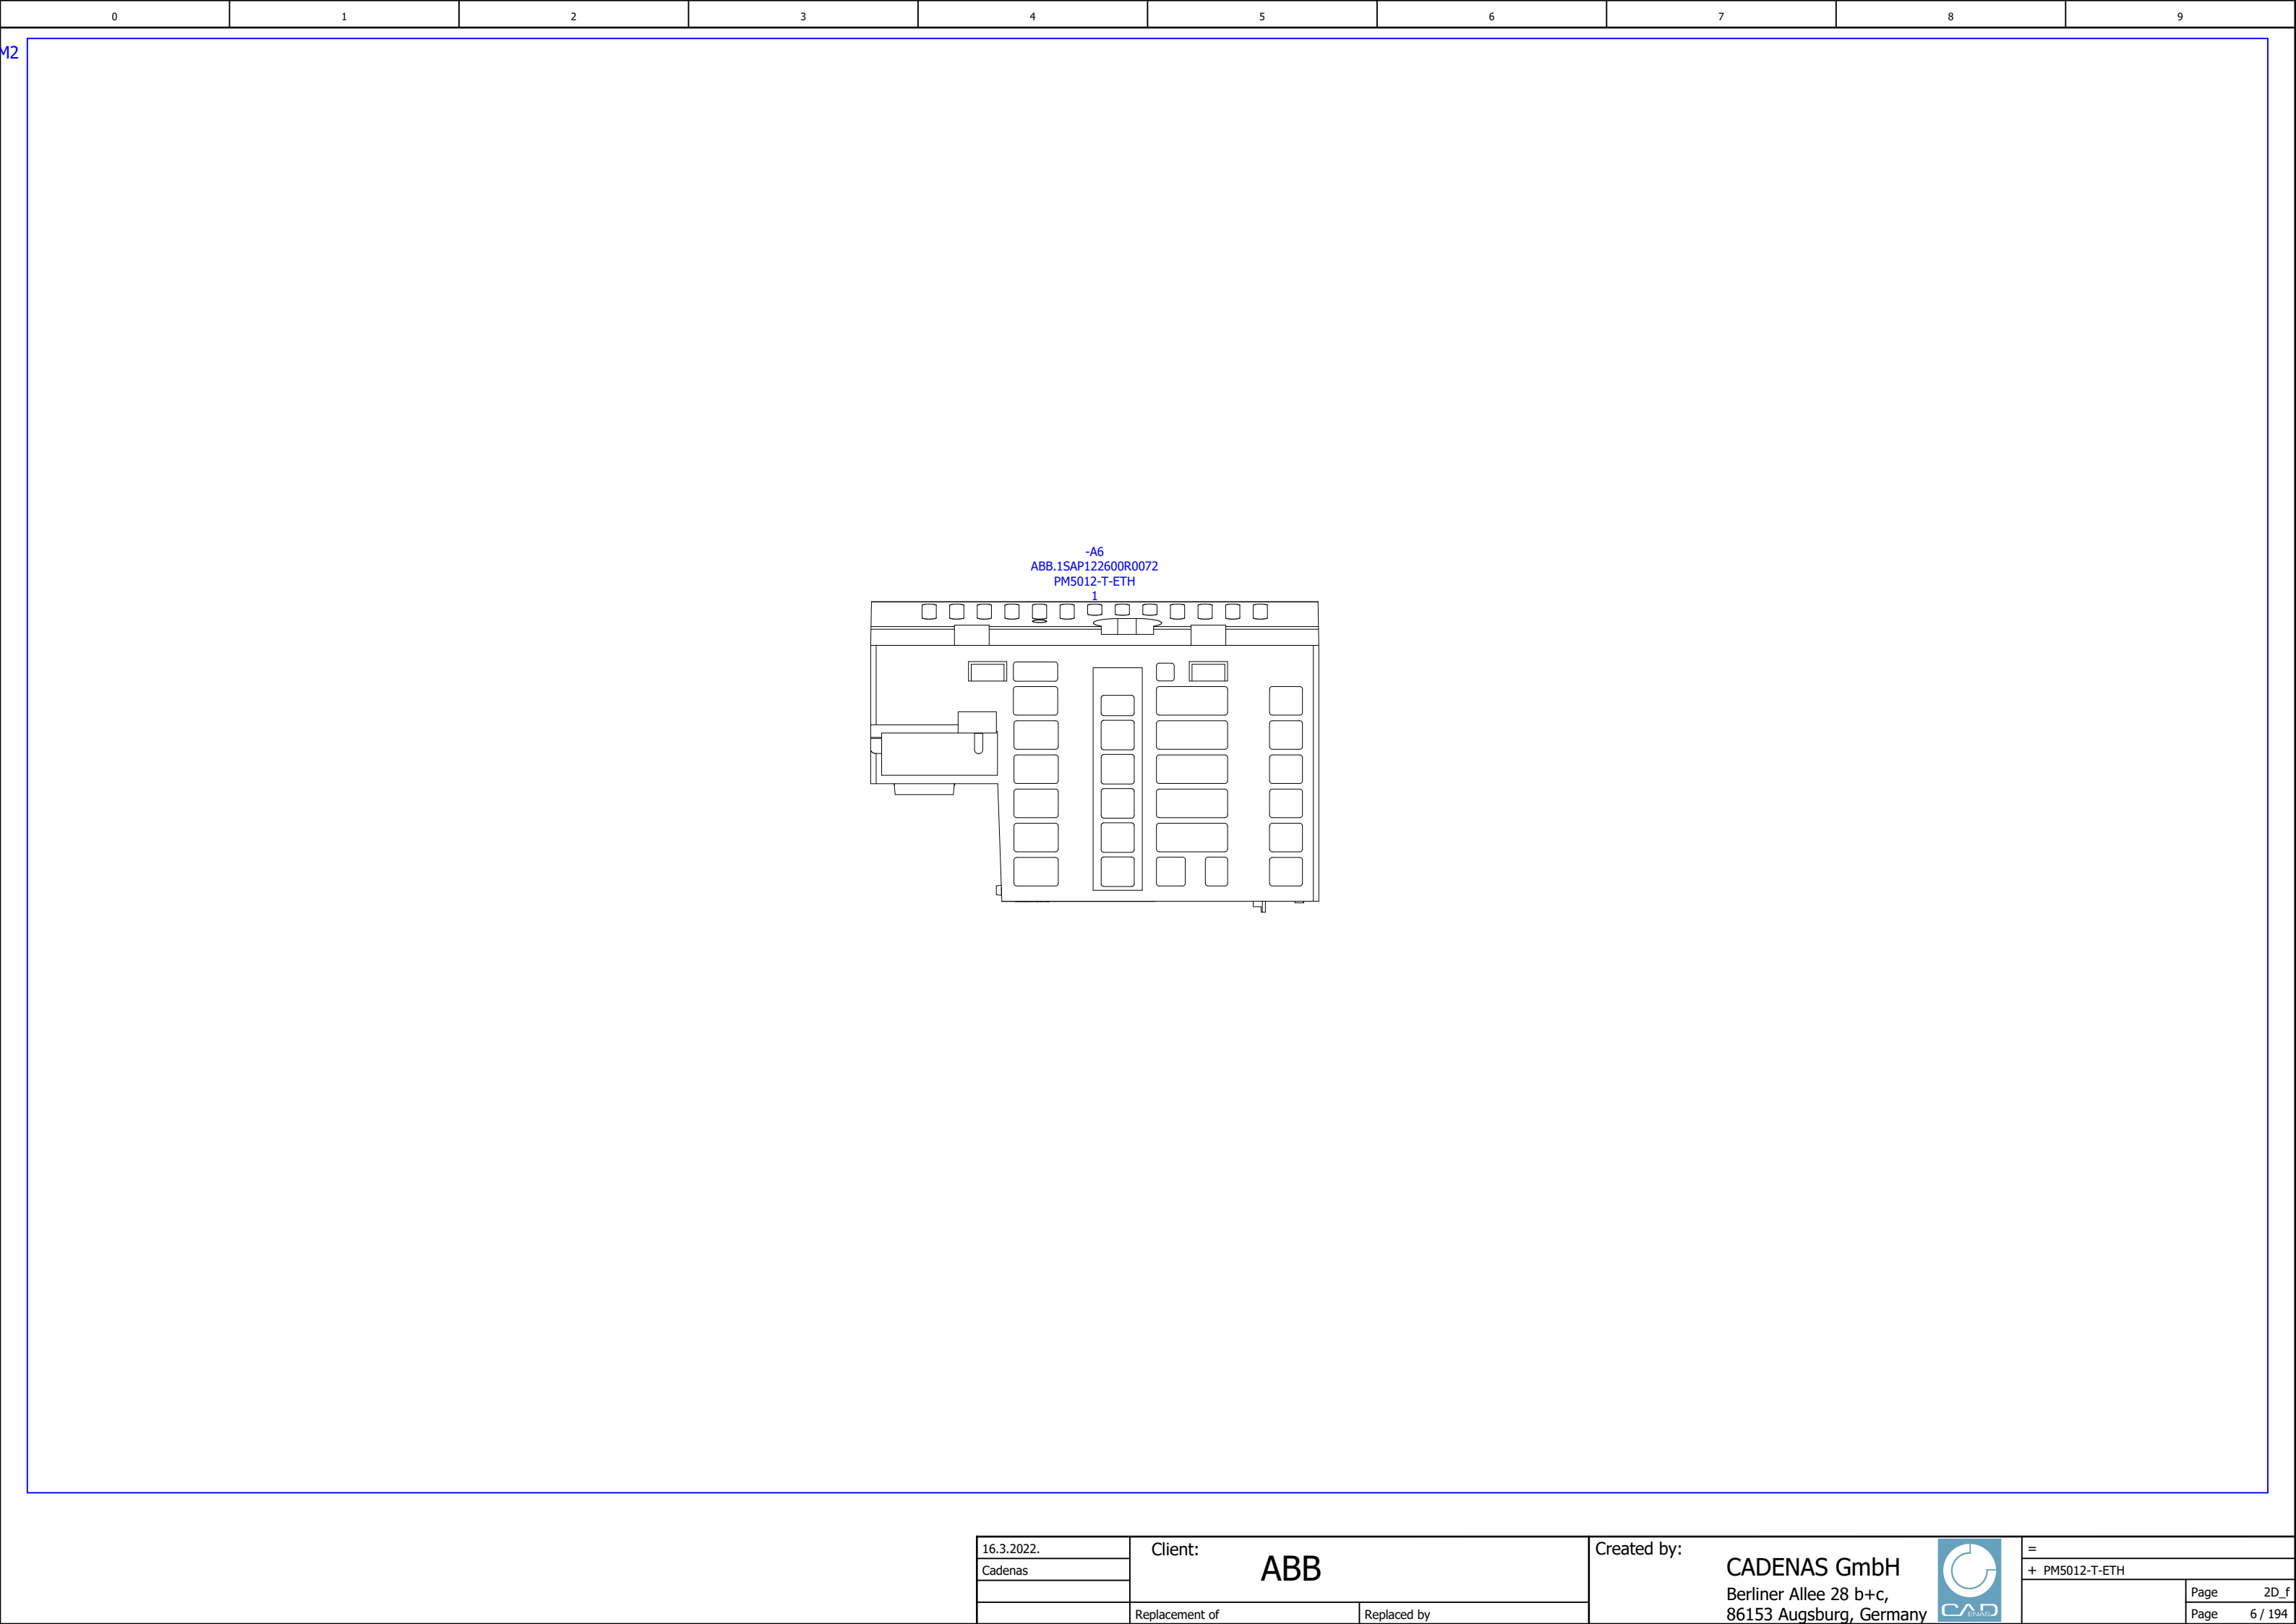 0 1 2 3 4 5 6 7 8 9
M2
-A6
ABB.1SAP122600R0072
PM5012-T-ETH
1
16.3.2022.
Cadenas
Client:
ABB
Replacement of
Replaced by
Created by:
CADENAS GmbH
Berliner Allee 28 b+c,
86153 Augsburg, Germany
CAD
ENAS
=
+ PM5012-T-ETH
Page 2D_f
Page 6 / 194